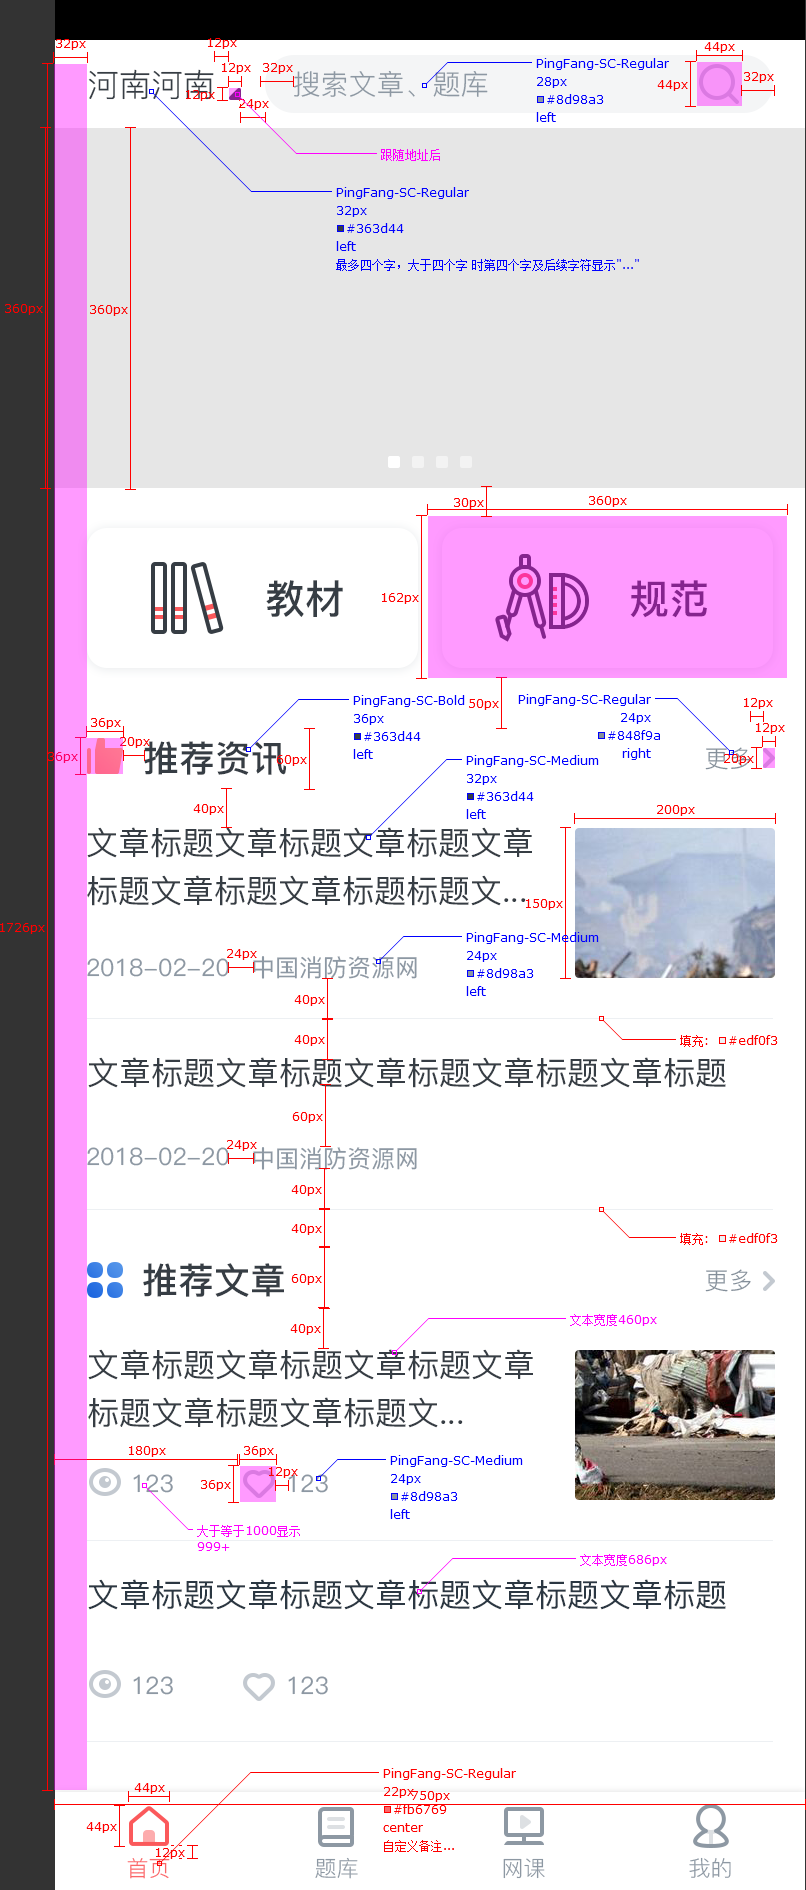 32px
12px
44px
河南河南
12px
32px
搜索文章、题库
PingFang-SC-Regular
28px
#8d98a3
left
44px
32px
12px
24px
跟随地址后
PingFang-SC-Regular
32px
#363d44
left
最多四个字，大于四个字 时第四个字及后续字符显示"..."
360px
360px
30px
360px
教材
162px
规范
50px
PingFang-SC-Bold
36px
#363d44
left
PingFang-SC-Regular
24px
#848f9a
right
12px
12px
36px
20px
36px
推荐资讯
60px
更多
20px
PingFang-SC-Medium
32px
#363d44
left
40px
200px
文章标题文章标题文章标题文章
标题文章标题文章标题标题文...
150px
PingFang-SC-Medium
24px
#8d98a3
left
1726px
2018-02-20
24px
中国消防资源网
40px
40px
填充：
#edf0f3
文章标题文章标题文章标题文章标题文章标题
60px
2018-02-20
24px
中国消防资源网
40px
40px
填充：
#edf0f3
推荐文章
60px
更多
40px
文本宽度460px
文章标题文章标题文章标题文章
标题文章标题文章标题文...
180px
36px
36px
12px
123
123
PingFang-SC-Medium
24px
#8d98a3
left
大于等于1000显示
999+
文本宽度686px
文章标题文章标题文章标题文章标题文章标题
123
123
PingFang-SC-Regular
22px
#fb6769
center
自定义备注...
44px
750px
44px
12px
首页
题库
网课
我的